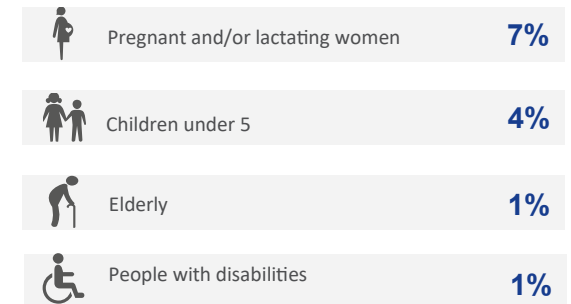 Pregnant and/or lactating women 7%
Children under 5 4%
Elderly 1%
People with disabilities 1%